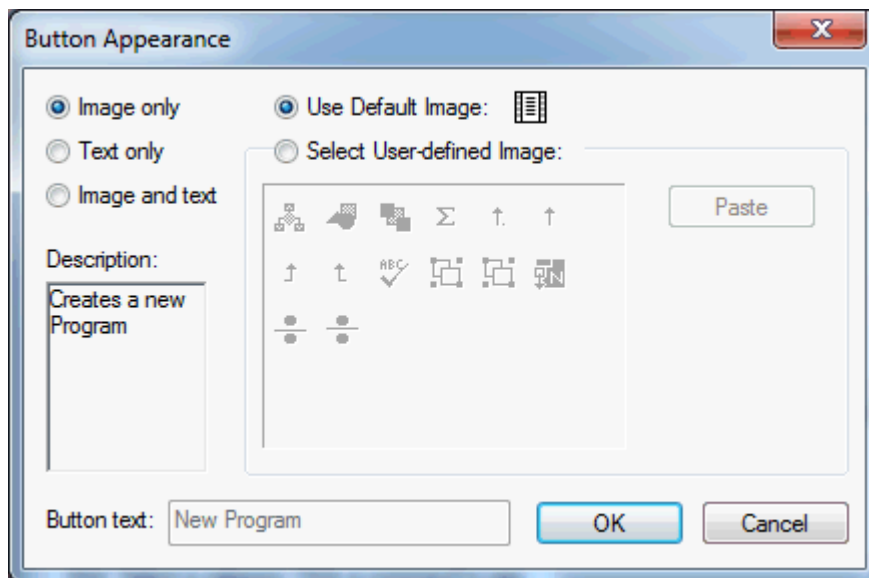 Button Appearance
Image only
Use Default Image:
Text only
Select User-defined Image:
Image and text
Paste
Description:
Creates a new
Program
Σ
ABC
N
Button text:
New Program
OK
Cancel